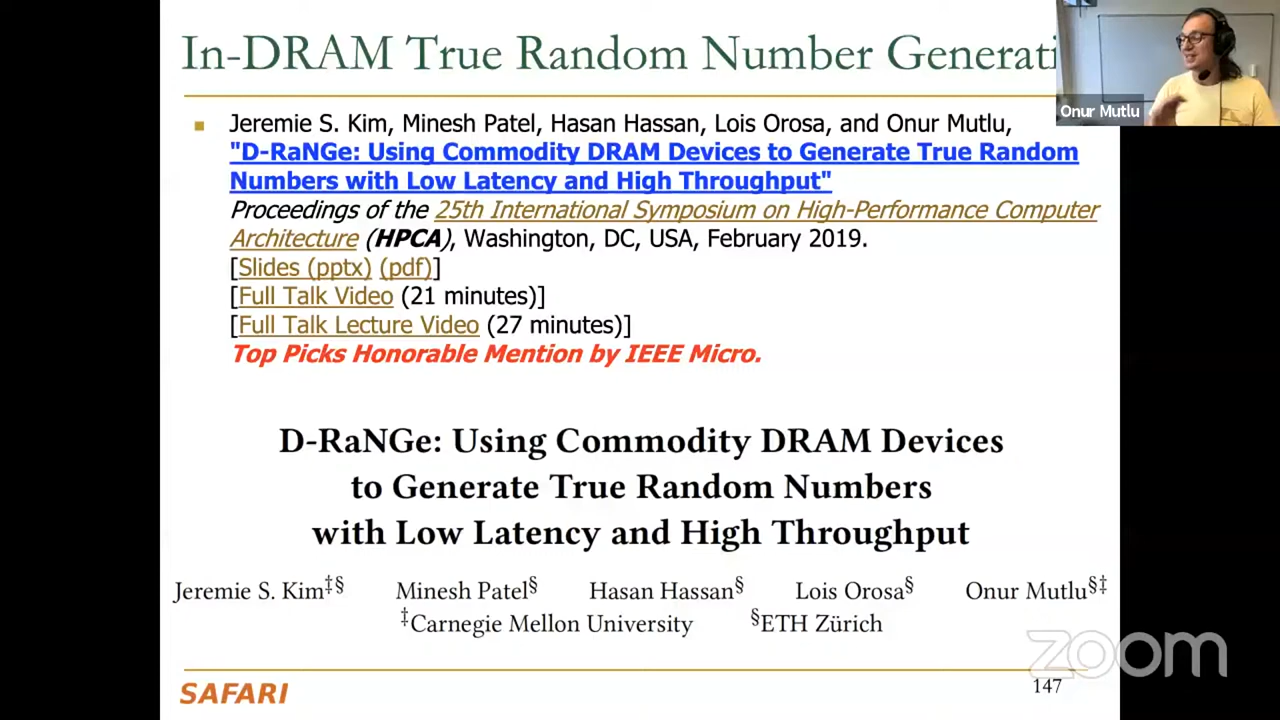 In-DRAM True Random Number Generati
Onur Mutlu
Jeremie S. Kim, Minesh Patel, Hasan Hassan, Lois Orosa, and Onur Mutlu,
"D-RaNGe: Using Commodity DRAM Devices to Generate True Random
Numbers with Low Latency and High Throughput"
Proceedings of the 25th International Symposium on High-Performance Computer
Architecture (HPCA), Washington, DC, USA, February 2019.
[Slides (pptx) (pdf)]
[Full Talk Video (21 minutes)]
[Full Talk Lecture Video (27 minutes)]
Top Picks Honorable Mention by IEEE Micro.
D-RaNGe: Using Commodity DRAM Devices
to Generate True Random Numbers
with Low Latency and High Throughput
Jeremie S. Kim‡§ Minesh Patel§ Hasan Hassan§ Lois Orosa§ Onur Mutlu§‡
‡Carnegie Mellon University §ETH Zürich
zoom
SAFARI
147